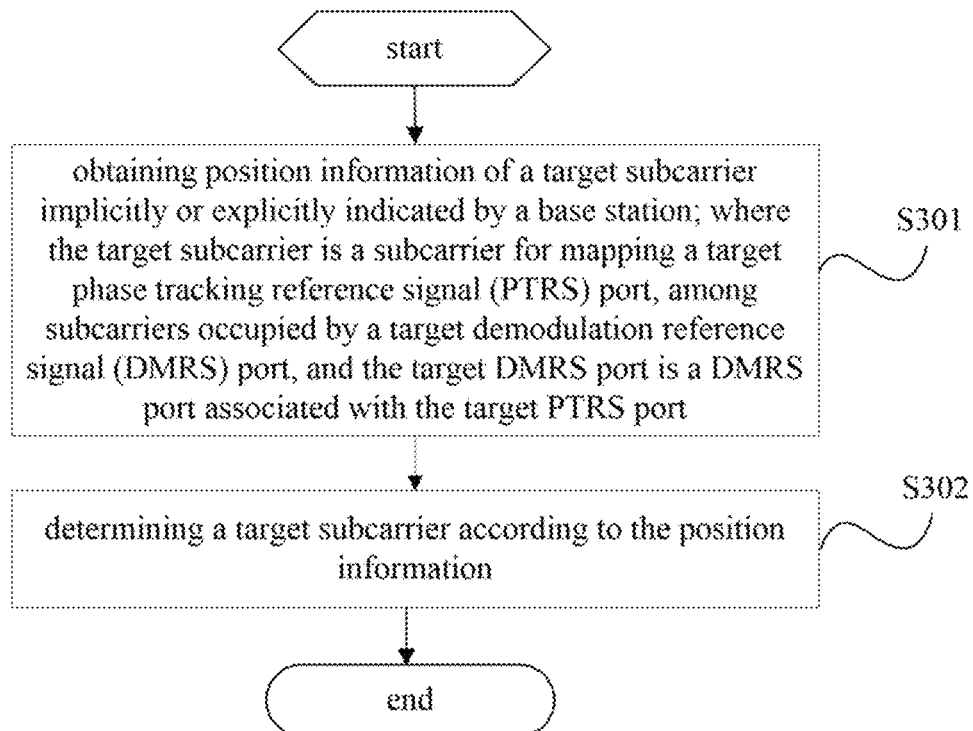 start
obtaining position information of a target subcarrier
implicitly or explicitly indicated by a base station; where
the target subcarrier is a subcarrier for mapping a target
phase tracking reference signal (PTRS) port, among
subcarriers occupied by a target demodulation reference
signal (DMRS) port, and the target DMRS port is a DMRS
port associated with the target PTRS port
S301
determining a target subcarrier according to the position
information
S302
end